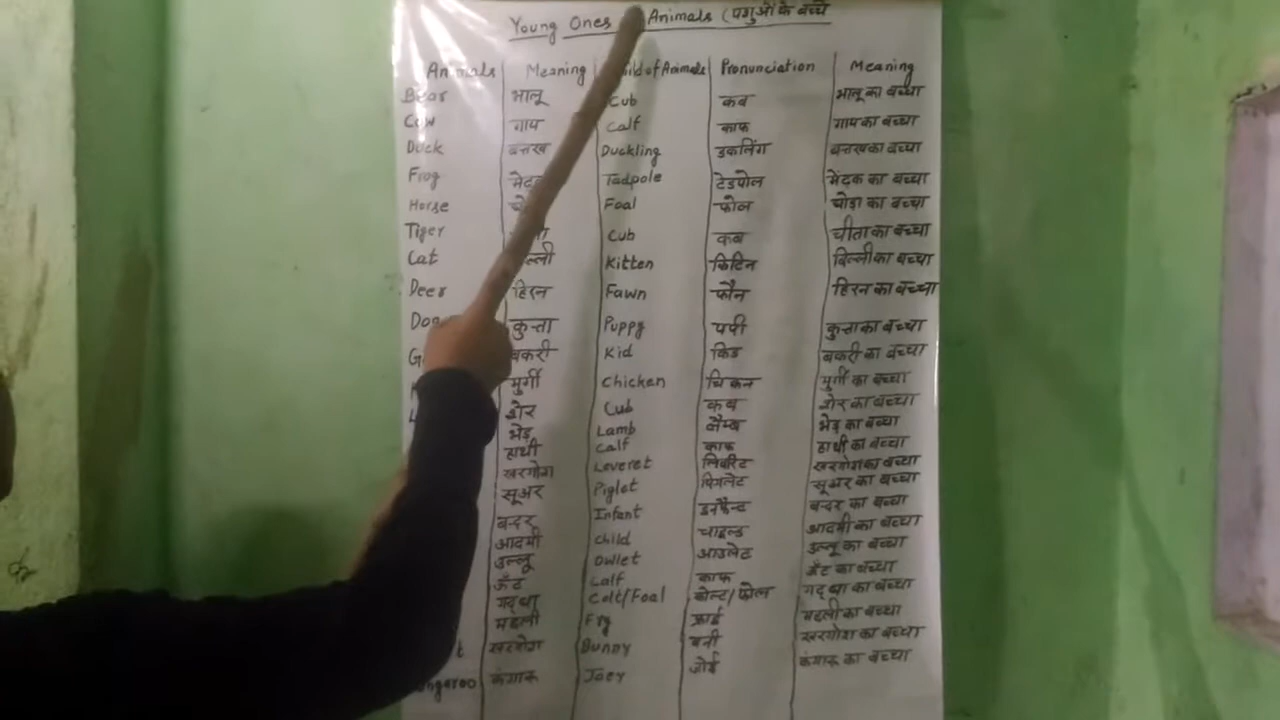 Young Ones Animals (पशुओं के बच्चे
Animals Meaning Child of Animals Pronunciation Meaning
Bear भालू Cub कब भालू का बच्चा
Cow गाय Calf काफ गाय का बच्चा
Duck बत्तख Duckling डकलिंग बत्तख का बच्चा
Frog Tadpole टेडपोल मेंढक का बच्चा
Horse Foal फोल घोड़ा का बच्चा
Tiger Cub कब चीता का बच्चा
Cat Kitten किटिन बिल्ली का बच्चा
Deer हिरन Fawn फौन हिरन का बच्चा
Dog कुत्ता Puppy पपी कुत्ता का बच्चा
बकरी Kid किड बकरी का बच्चा
मुर्गी Chicken चिकन मुर्गी का बच्चा
शेर Cub कब शेर का बच्चा
भेड़ Lamb लैम्ब भेड़ का बच्चा
हाथी Calf काफ हाथी का बच्चा
खरगोश Leveret लिवरिट खरगोश का बच्चा
सूअर Piglet पिगलेट सूअर का बच्चा
बन्दर Infant इनफैन्ट बन्दर का बच्चा
आदमी Child चाइल्ड आदमी का बच्चा
उल्लू Owlet आउलेट उल्लू का बच्चा
ऊँट Calf काफ ऊँट का बच्चा
गद्धा Colt/Foal कोल्ट/फोल गद्धा का बच्चा
मछली Fry फ्राई मछली का बच्चा
खरगोश Bunny बनी खरगोश का बच्चा
कंगारू Joey जोई कंगारू का बच्चा